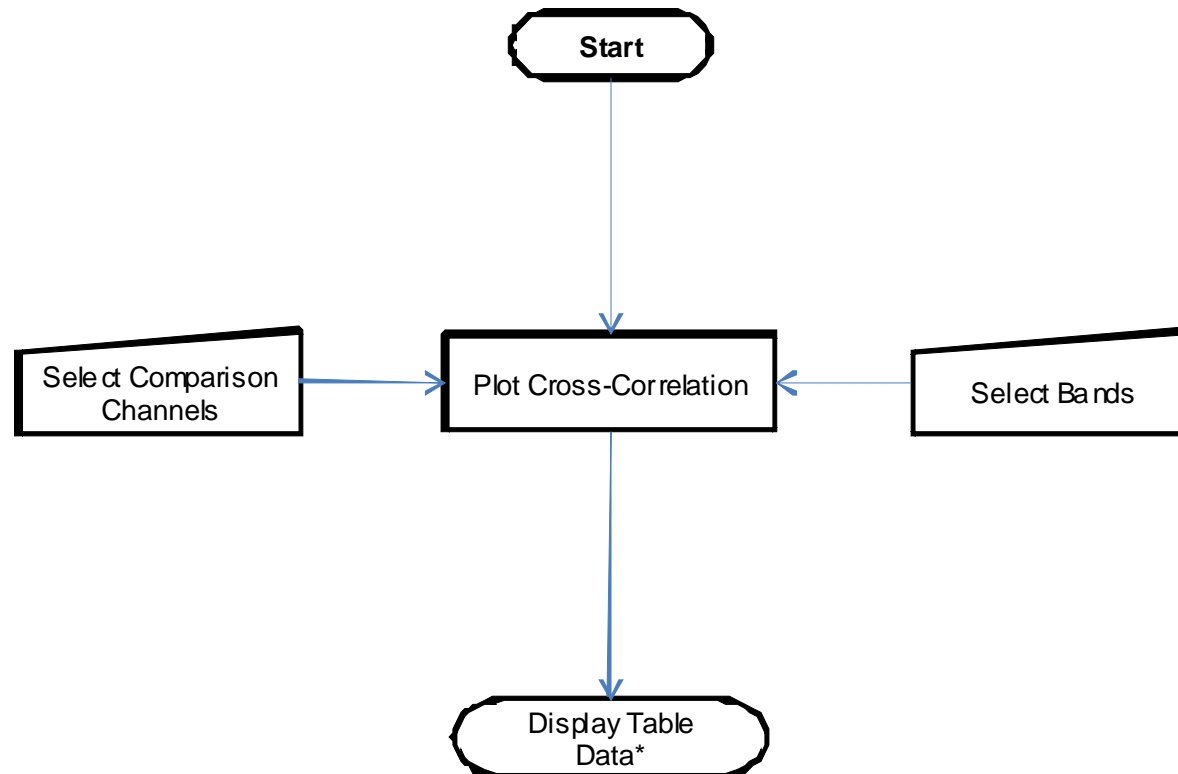 Start
Select Comparison
Channels
Plot Cross-Correlation
Select Bands
Display Table
Data*